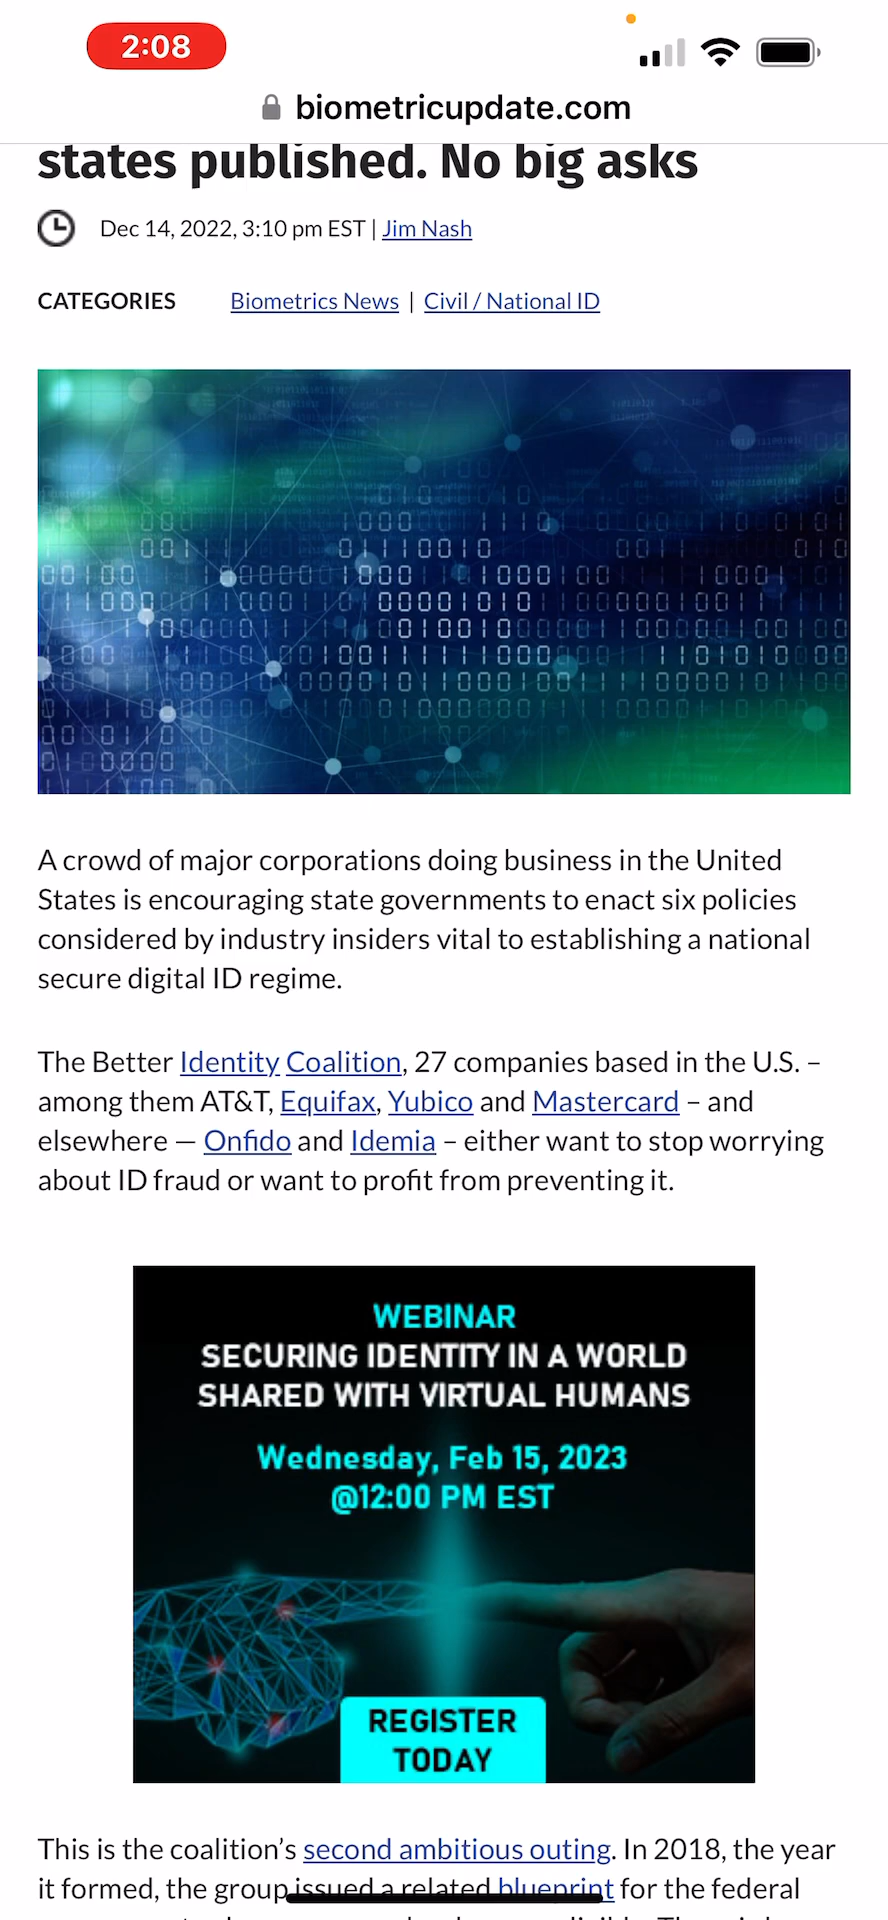 2:08
biometricupdate.com
states published. No big asks
Dec 14, 2022, 3:10 pm EST | Jim Nash
CATEGORIES Biometrics News | Civil / National ID
A crowd of major corporations doing business in the United
States is encouraging state governments to enact six policies
considered by industry insiders vital to establishing a national
secure digital ID regime.
The Better Identity Coalition, 27 companies based in the U.S. –
among them AT&T, Equifax, Yubico and Mastercard – and
elsewhere — Onfido and Idemia – either want to stop worrying
about ID fraud or want to profit from preventing it.
WEBINAR
SECURING IDENTITY IN A WORLD
SHARED WITH VIRTUAL HUMANS
Wednesday, Feb 15, 2023
@12:00 PM EST
REGISTER
TODAY
This is the coalition's second ambitious outing. In 2018, the year
it formed, the group issued a related blueprint for the federal